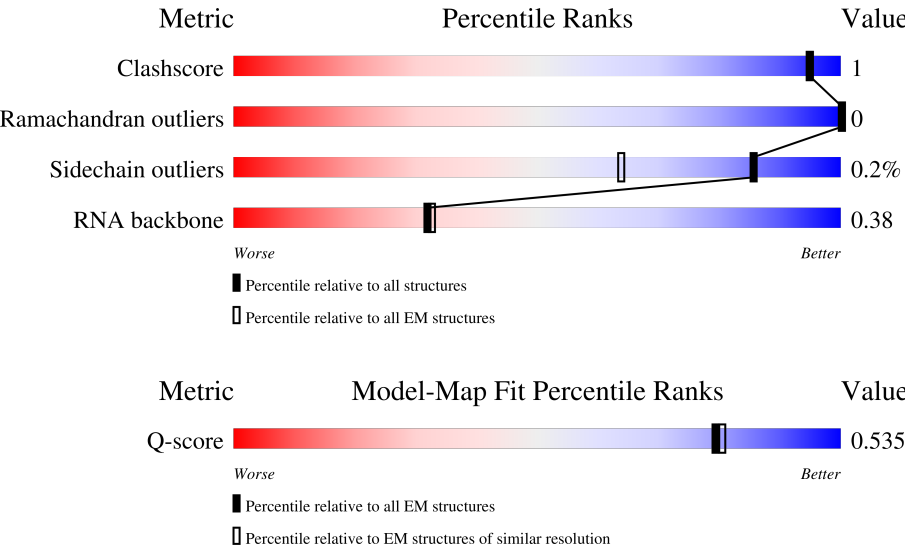 Metric Percentile Ranks Value
Clashscore 1
Ramachandran outliers 0
Sidechain outliers 0.2%
RNA backbone 0.38
Worse Better
Percentile relative to all structures
Percentile relative to all EM structures
Metric Model-Map Fit Percentile Ranks Value
Q-score 0.535
Worse Better
Percentile relative to all EM structures
Percentile relative to EM structures of similar resolution